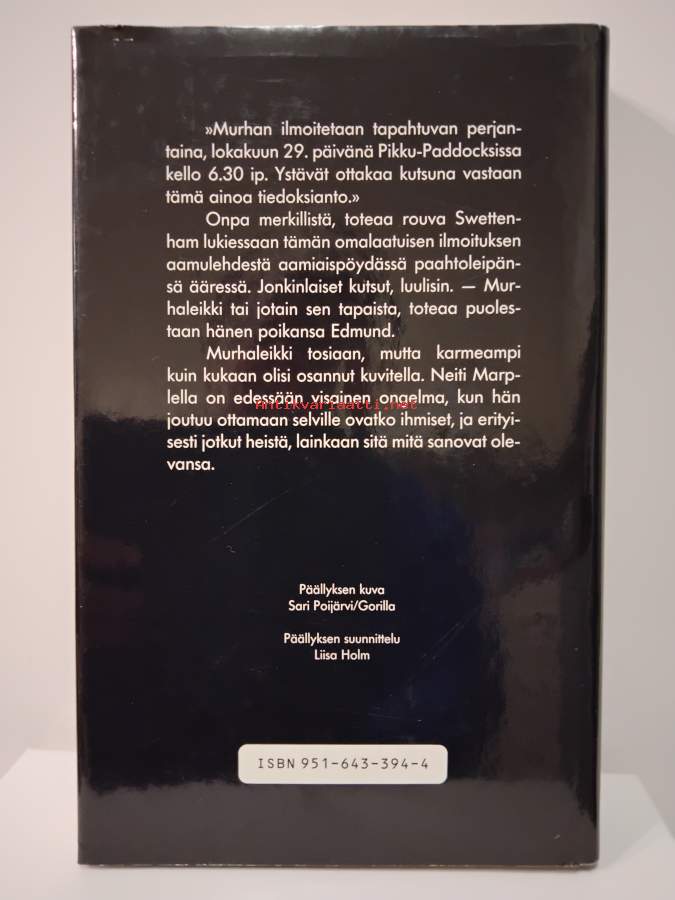 »Murhan ilmoitetaan tapahtuvan perjan-
taina, lokakuun 29. päivänä Pikku-Paddocksissa
kello 6.30 ip. Ystävät ottakaa kutsuna vastaan
tämä ainoa tiedoksianto.»
Onpa merkillistä, toteaa rouva Swetten-
ham lukiessaan tämän omalaatuisen ilmoituksen
aamulehdestä aamiaispöydässä paahtoleipän-
sä ääressä. Jonkinlaiset kutsut, luulisin. — Mur-
haleikki tai jotain sen tapaista, toteaa puoles-
taan hänen poikansa Edmund.
Murhaleikki tosiaan, mutta karmeampi
kuin kukaan olisi osannut kuvitella. Neiti Marp-
lella on edessään visainen ongelma, kun hän
Antikvariaatti.net
joutuu ottamaan selville ovatko ihmiset, ja erityi-
sesti jotkut heistä, lainkaan sitä mitä sanovat ole-
vansa.
Päällyksen kuva
Sari Poijärvi/Gorilla
Päällyksen suunnittelu
Liisa Holm
ISBN 951-643-394-4